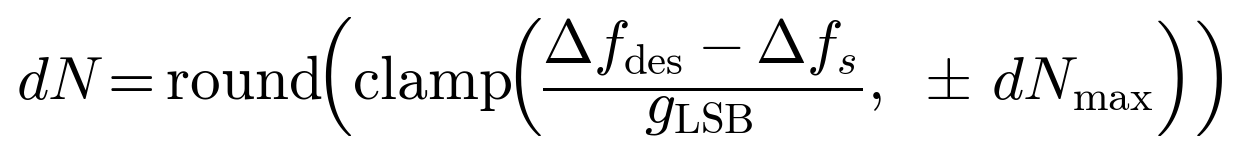 dN = round(clamp((Δf_des − Δf_s)/g_LSB, ± dN_max))